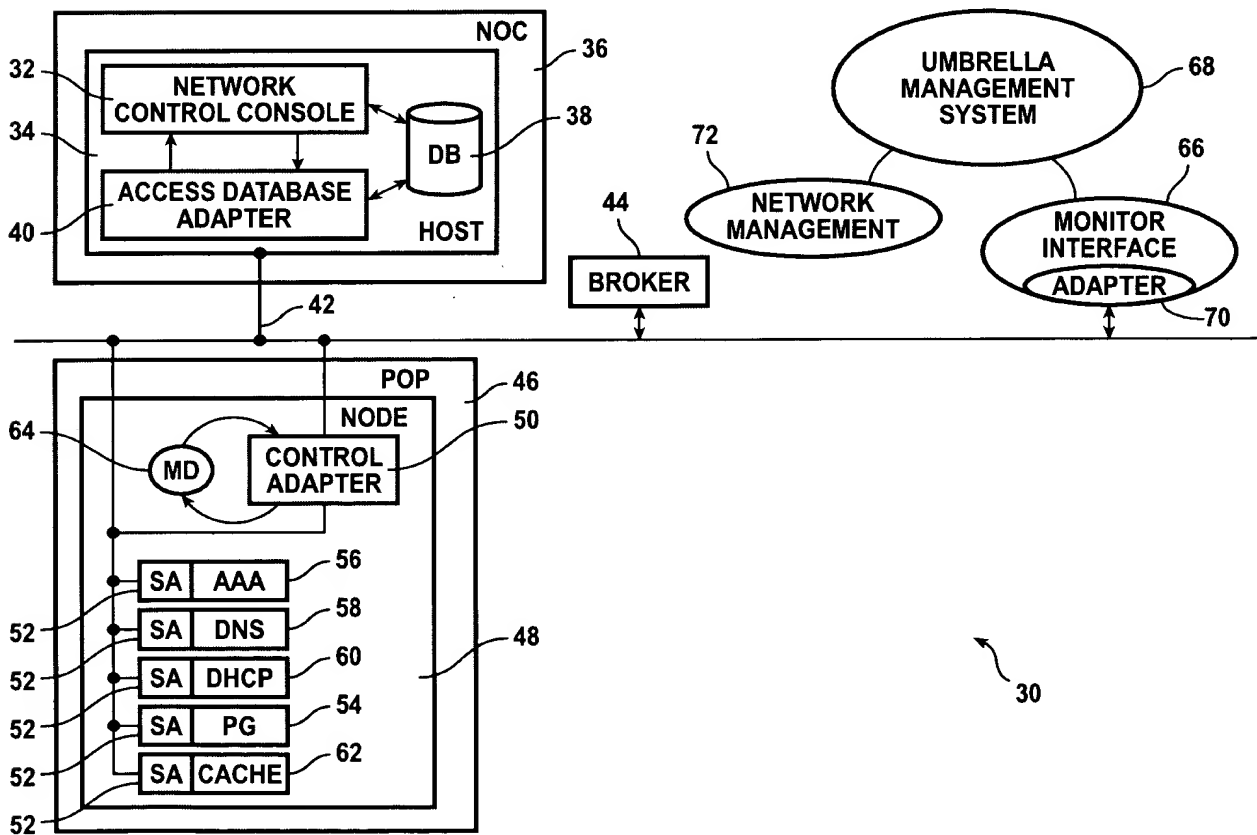 NOC
36
32
NETWORK
CONTROL CONSOLE
34
DB
38
ACCESS DATABASE
ADAPTER
40
HOST
42
UMBRELLA
MANAGEMENT
SYSTEM
68
72
NETWORK
MANAGEMENT
66
MONITOR
INTERFACE
ADAPTER
70
44
BROKER
POP
46
NODE
50
64
MD
CONTROL
ADAPTER
SA AAA
56
52
SA DNS
58
52
SA DHCP
60
52
SA PG
54
52
SA CACHE
62
52
48
30